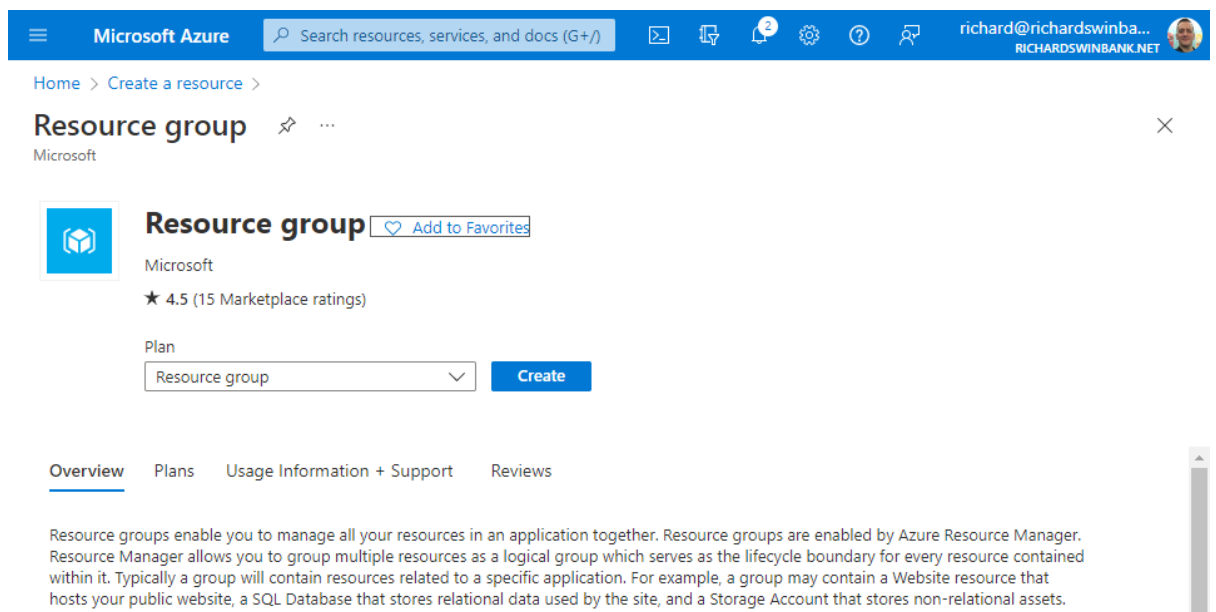 Microsoft Azure
Search resources, services, and docs (G+/)
2
richard@richardswinba...
RICHARDSWINBANK.NET
Home > Create a resource >
Resource group ...
Microsoft
Resource group
Add to Favorites
Microsoft
★ 4.5 (15 Marketplace ratings)
Plan
Resource group
Create
Overview Plans Usage Information + Support Reviews
Resource groups enable you to manage all your resources in an application together. Resource groups are enabled by Azure Resource Manager.
Resource Manager allows you to group multiple resources as a logical group which serves as the lifecycle boundary for every resource contained
within it. Typically a group will contain resources related to a specific application. For example, a group may contain a Website resource that
hosts your public website, a SQL Database that stores relational data used by the site, and a Storage Account that stores non-relational assets.